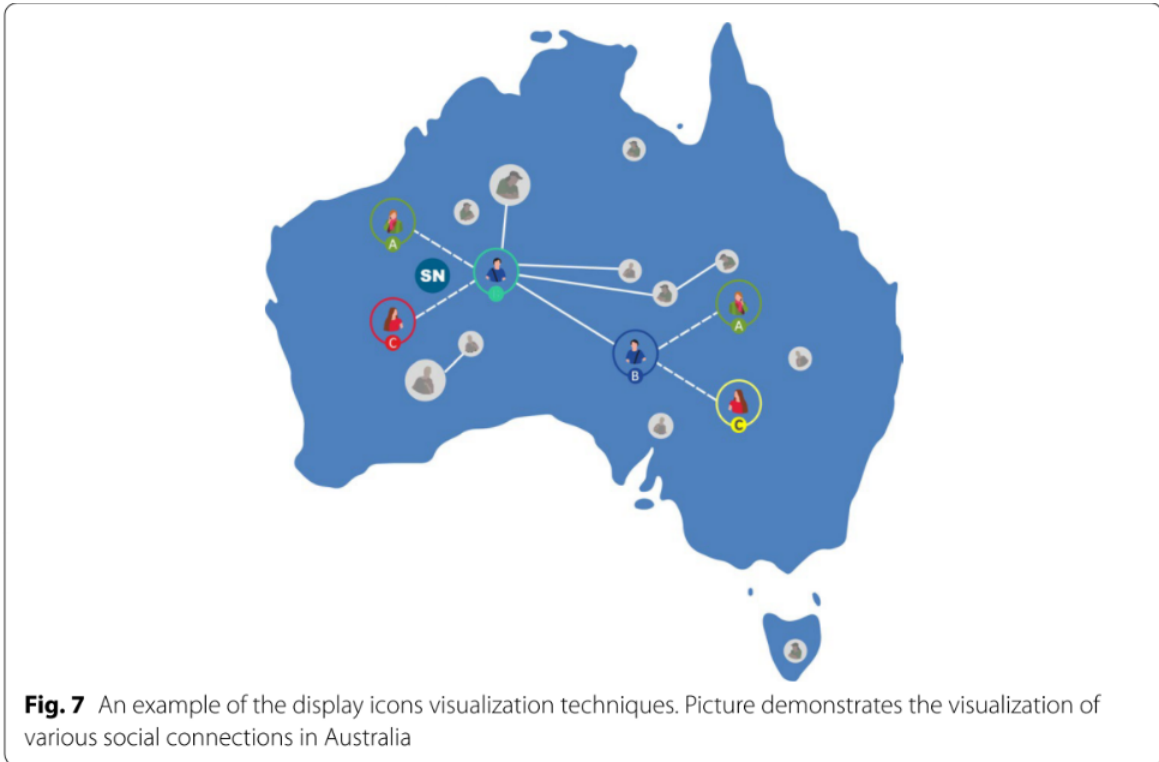 A
SN
C
A
B
C
Fig. 7 An example of the display icons visualization techniques. Picture demonstrates the visualization of
various social connections in Australia